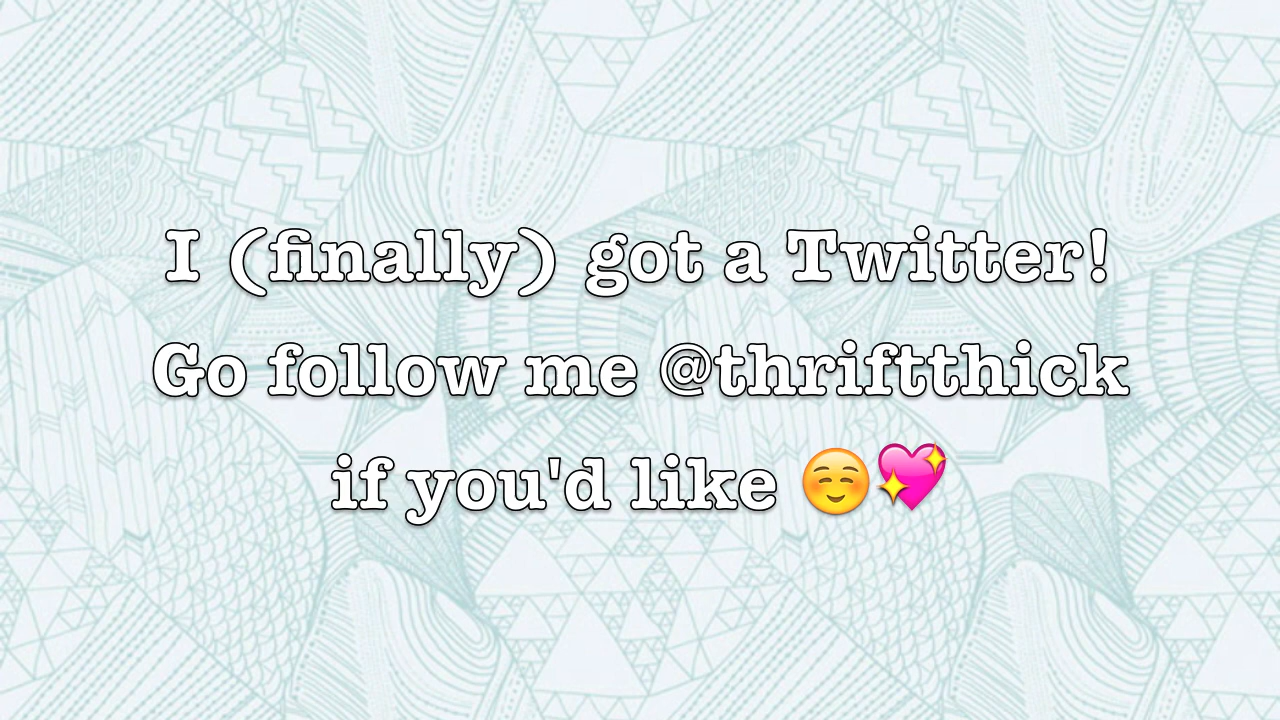 I (finally) got a Twitter!
Go follow me @thriftthick
if you'd like ☺️💖